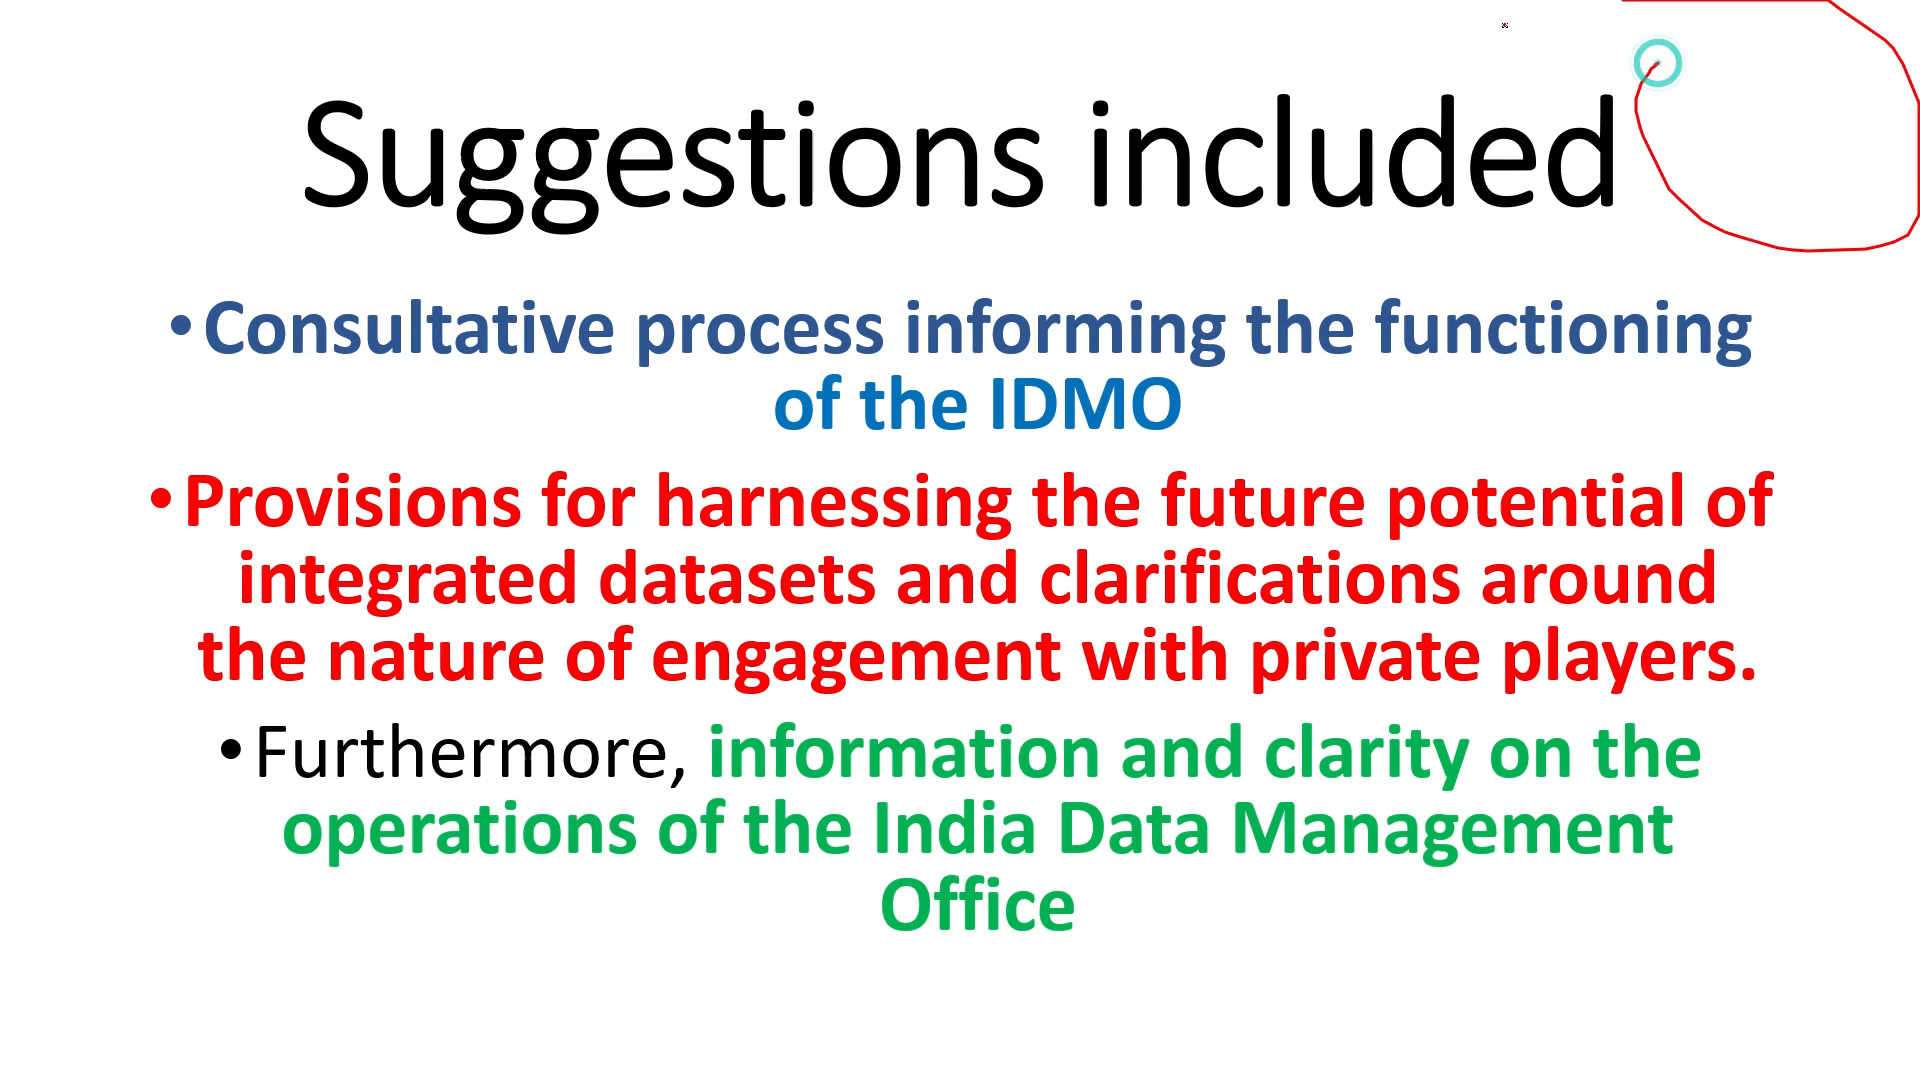 Suggestions included
•Consultative process informing the functioning
of the IDMO
•Provisions for harnessing the future potential of
integrated datasets and clarifications around
the nature of engagement with private players.
•Furthermore, information and clarity on the
operations of the India Data Management
Office